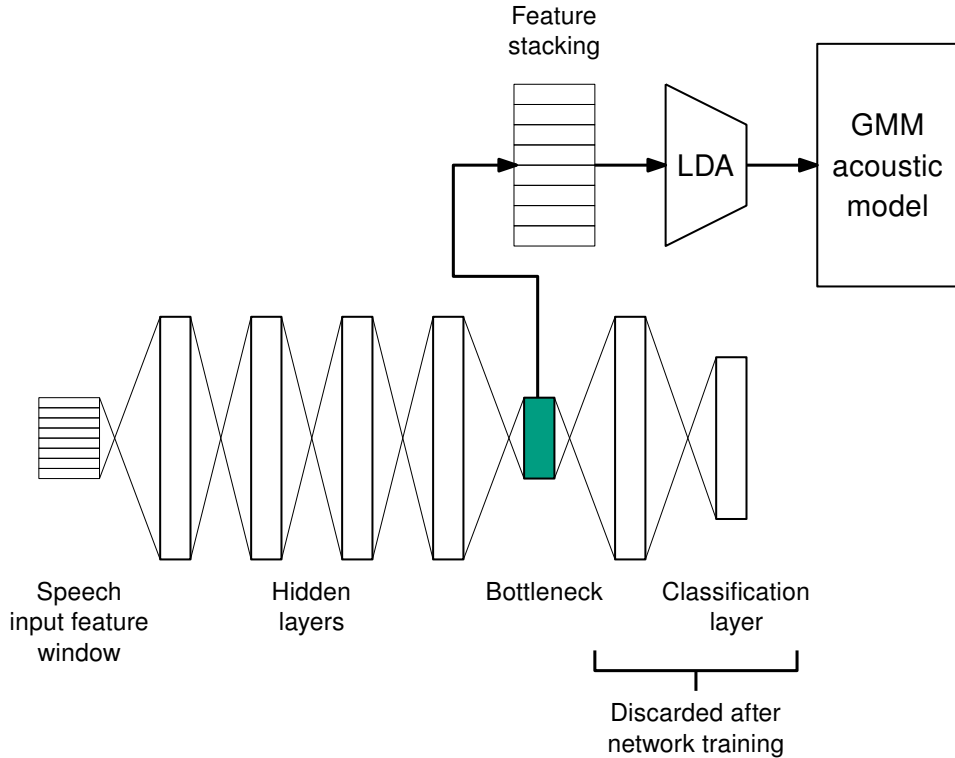 Feature
stacking
LDA
GMM
acoustic
model
Speech
input feature
window
Hidden
layers
Bottleneck
Classification
layer
Discarded after
network training